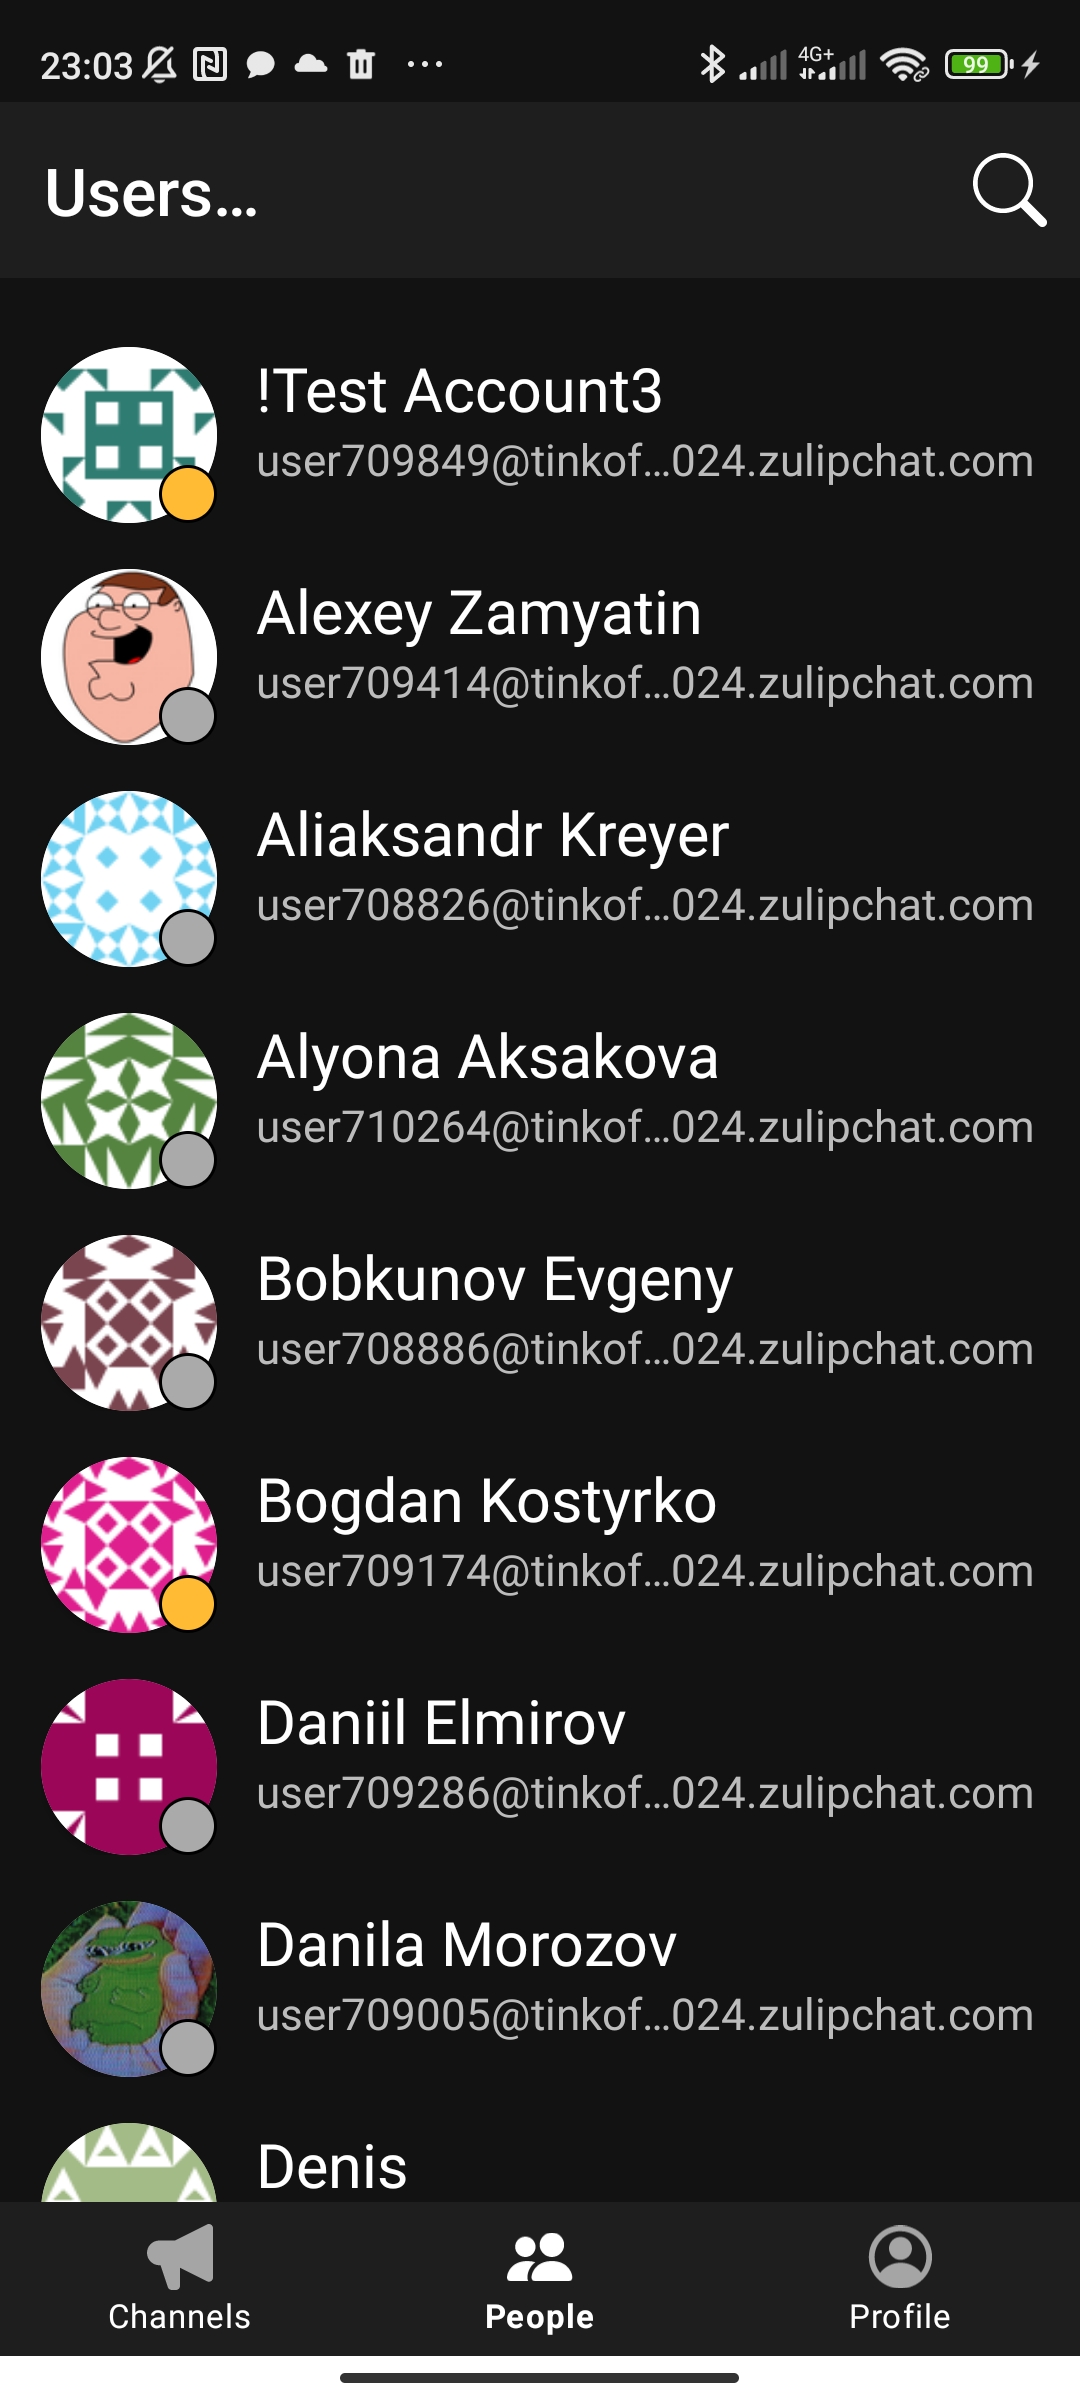 23:03
4G+
99
Users...
!Test Account3
user709849@tinkof...024.zulipchat.com
Alexey Zamyatin
user709414@tinkof...024.zulipchat.com
Aliaksandr Kreyer
user708826@tinkof...024.zulipchat.com
Alyona Aksakova
user710264@tinkof...024.zulipchat.com
Bobkunov Evgeny
user708886@tinkof...024.zulipchat.com
Bogdan Kostyrko
user709174@tinkof...024.zulipchat.com
Daniil Elmirov
user709286@tinkof...024.zulipchat.com
Danila Morozov
user709005@tinkof...024.zulipchat.com
Denis
Channels
People
Profile